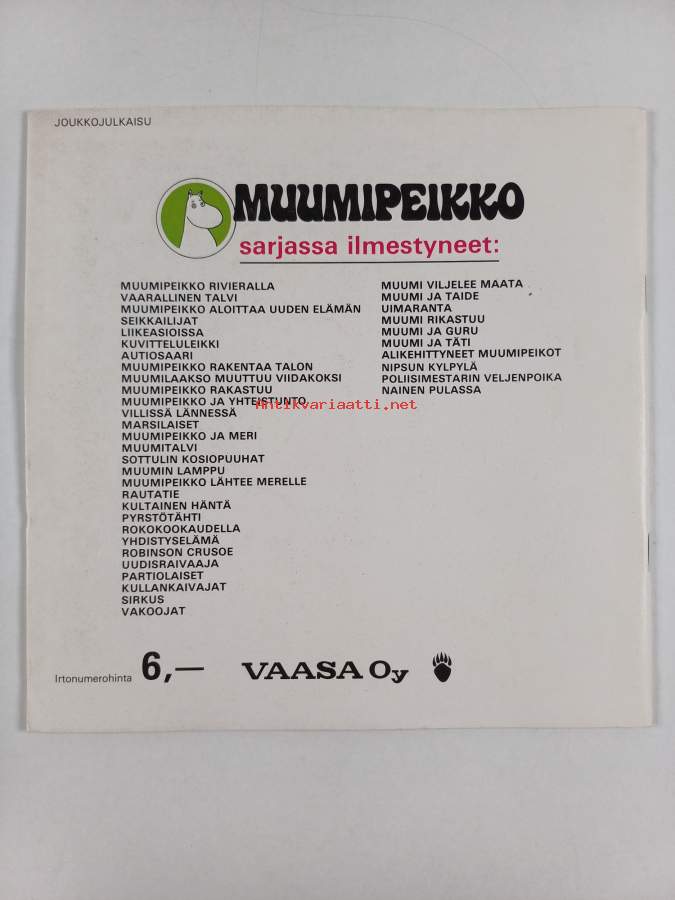 JOUKKOJULKAISU
MUUMIPEIKKO
sarjassa ilmestyneet:
MUUMIPEIKKO RIVIERALLA
VAARALLINEN TALVI
MUUMIPEIKKO ALOITTAA UUDEN ELÄMÄN
SEIKKAILIJAT
LIIKEASIOISSA
KUVITTELULEIKKI
AUTIOSAARI
MUUMIPEIKKO RAKENTAA TALON
MUUMILAAKSO MUUTTUU VIIDAKOKSI
MUUMIPEIKKO RAKASTUU
MUUMIPEIKKO JA YHTEISTUNTO
VILLISSÄ LÄNNESSÄ
MARSILAISET
MUUMIPEIKKO JA MERI
MUUMITALVI
SOTTULIN KOSIOPUUHAT
MUUMIN LAMPPU
MUUMIPEIKKO LÄHTEE MERELLE
RAUTATIE
KULTAINEN HÄNTÄ
PYRSTÖTÄHTI
ROKOKOOKAUDELLA
YHDISTYSELÄMÄ
ROBINSON CRUSOE
UUDISRAIVAAJA
PARTIOLAISET
KULLANKAIVAJAT
SIRKUS
VAKOOJAT
MUUMI VILJELEE MAATA
MUUMI JA TAIDE
UIMARANTA
MUUMI RIKASTUU
MUUMI JA GURU
MUUMI JA TÄTI
ALIKEHITTYNEET MUUMIPEIKOT
NIPSUN KYLPYLÄ
POLIISIMESTARIN VELJENPOIKA
NAINEN PULASSA
Antikvariaatti.net
Irtonumerohinta 6,— VAASA Oy